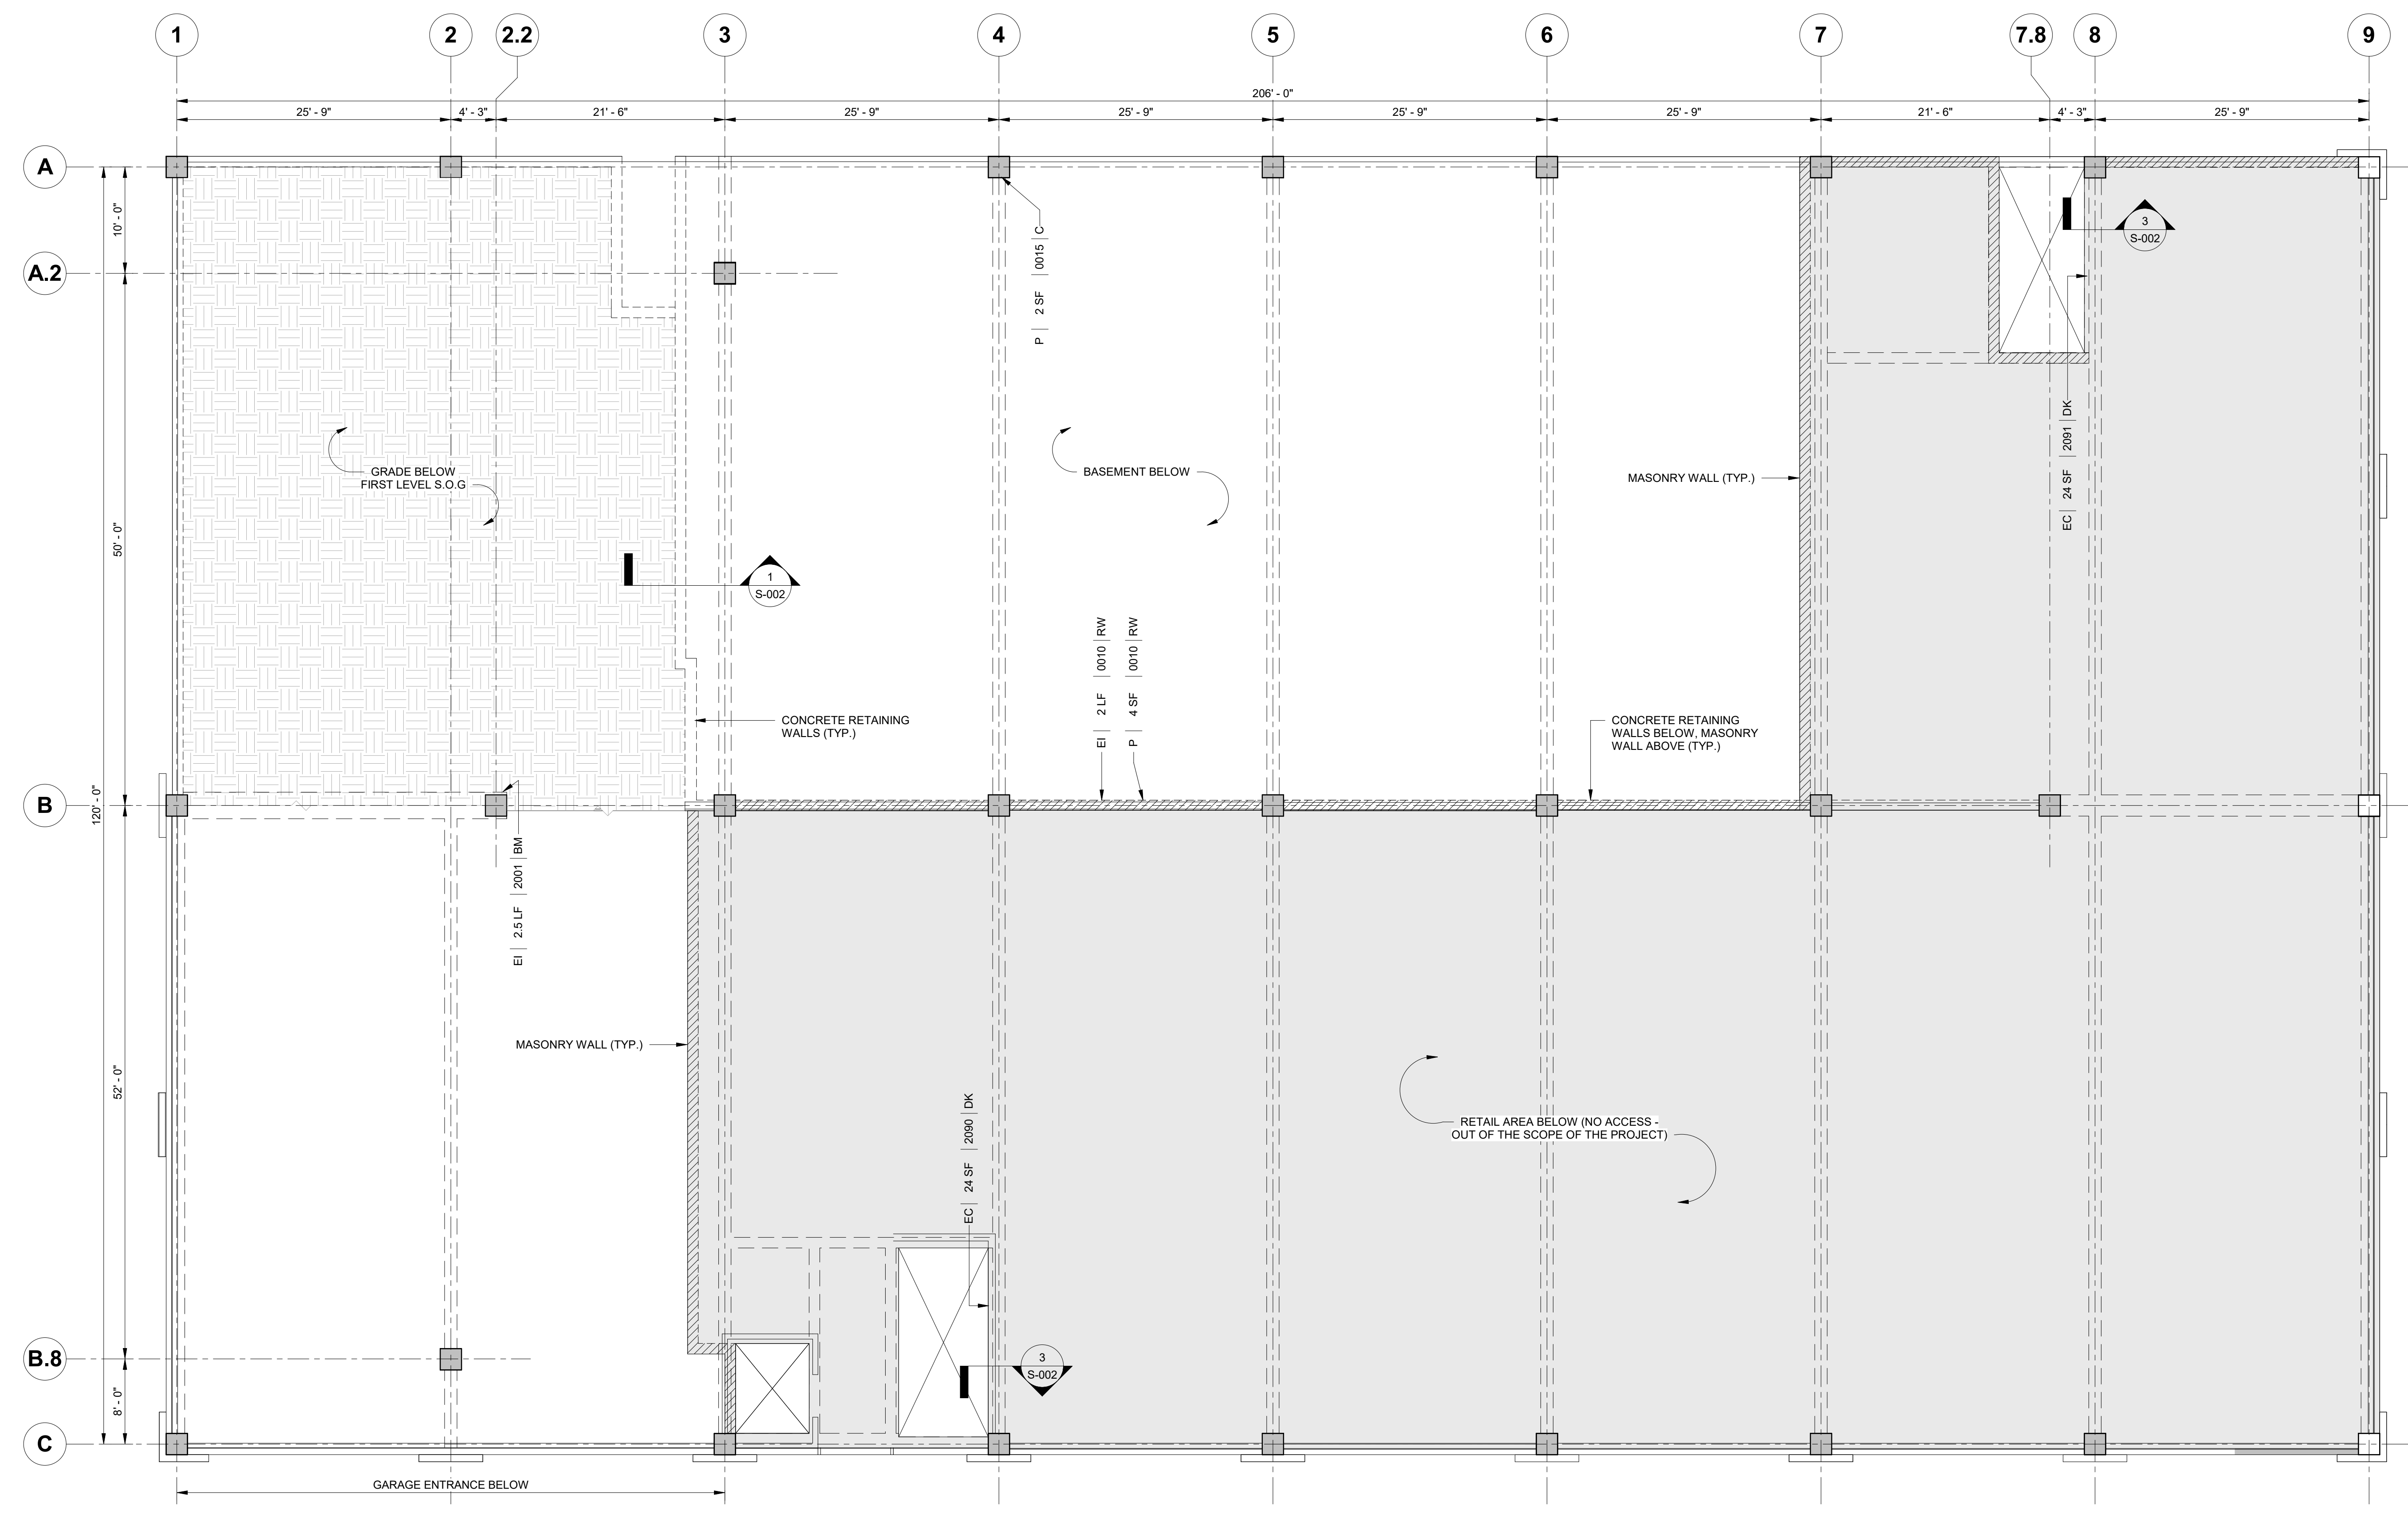 1
2
2.2
3
4
5
6
7
7.8
8
9
206' - 0"
25' - 9"
4' - 3"
21' - 6"
25' - 9"
25' - 9"
25' - 9"
25' - 9"
21' - 6"
4' - 3"
25' - 9"
A
A.2
B
B.8
C
10' - 0"
50' - 0"
120' - 0"
52' - 0"
8' - 0"
P 2 SF 0015 C
3
S-002
GRADE BELOW
FIRST LEVEL S.O.G
BASEMENT BELOW
MASONRY WALL (TYP.)
EC 24 SF 2091 DK
1
S-002
EI 2 LF 0010 RW
P 4 SF 0010 RW
CONCRETE RETAINING
WALLS (TYP.)
CONCRETE RETAINING
WALLS BELOW, MASONRY
WALL ABOVE (TYP.)
EI 2.5 LF 2001 BM
MASONRY WALL (TYP.)
EC 24 SF 2090 DK
RETAIL AREA BELOW (NO ACCESS -
OUT OF THE SCOPE OF THE PROJECT)
3
S-002
GARAGE ENTRANCE BELOW